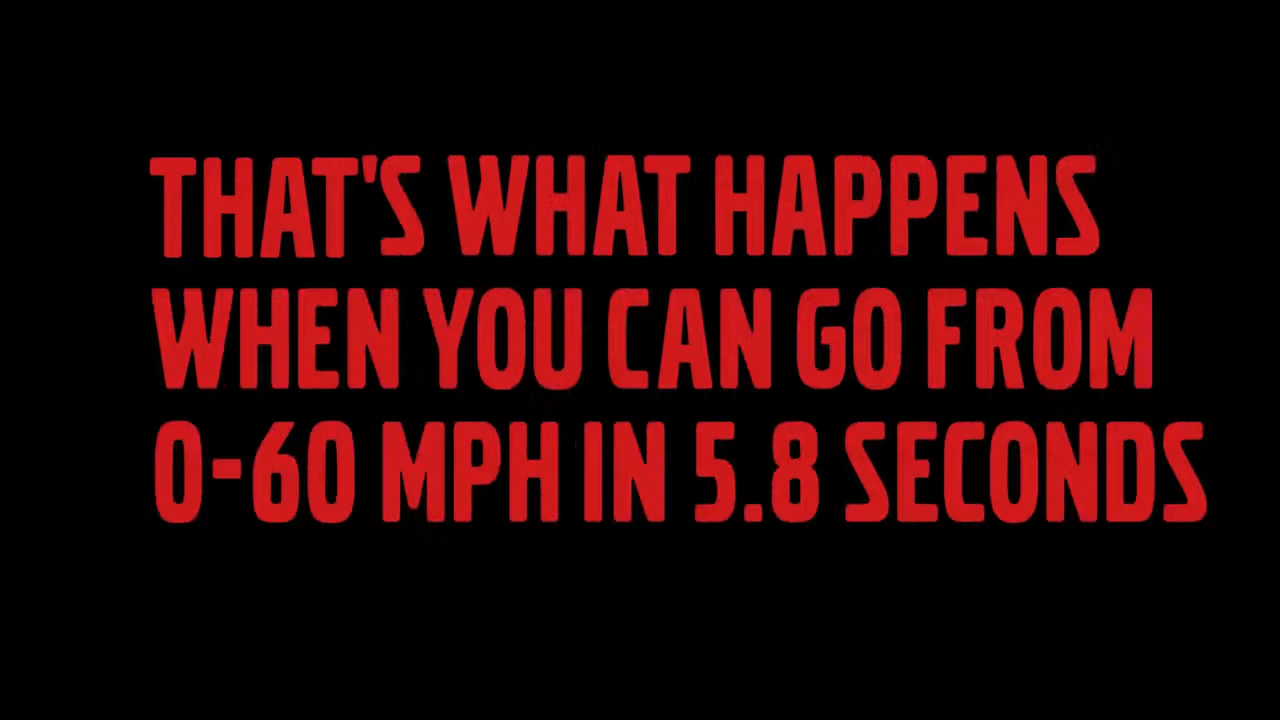 THAT'S WHAT HAPPENS
WHEN YOU CAN GO FROM
0-60 MPH IN 5.8 SECONDS